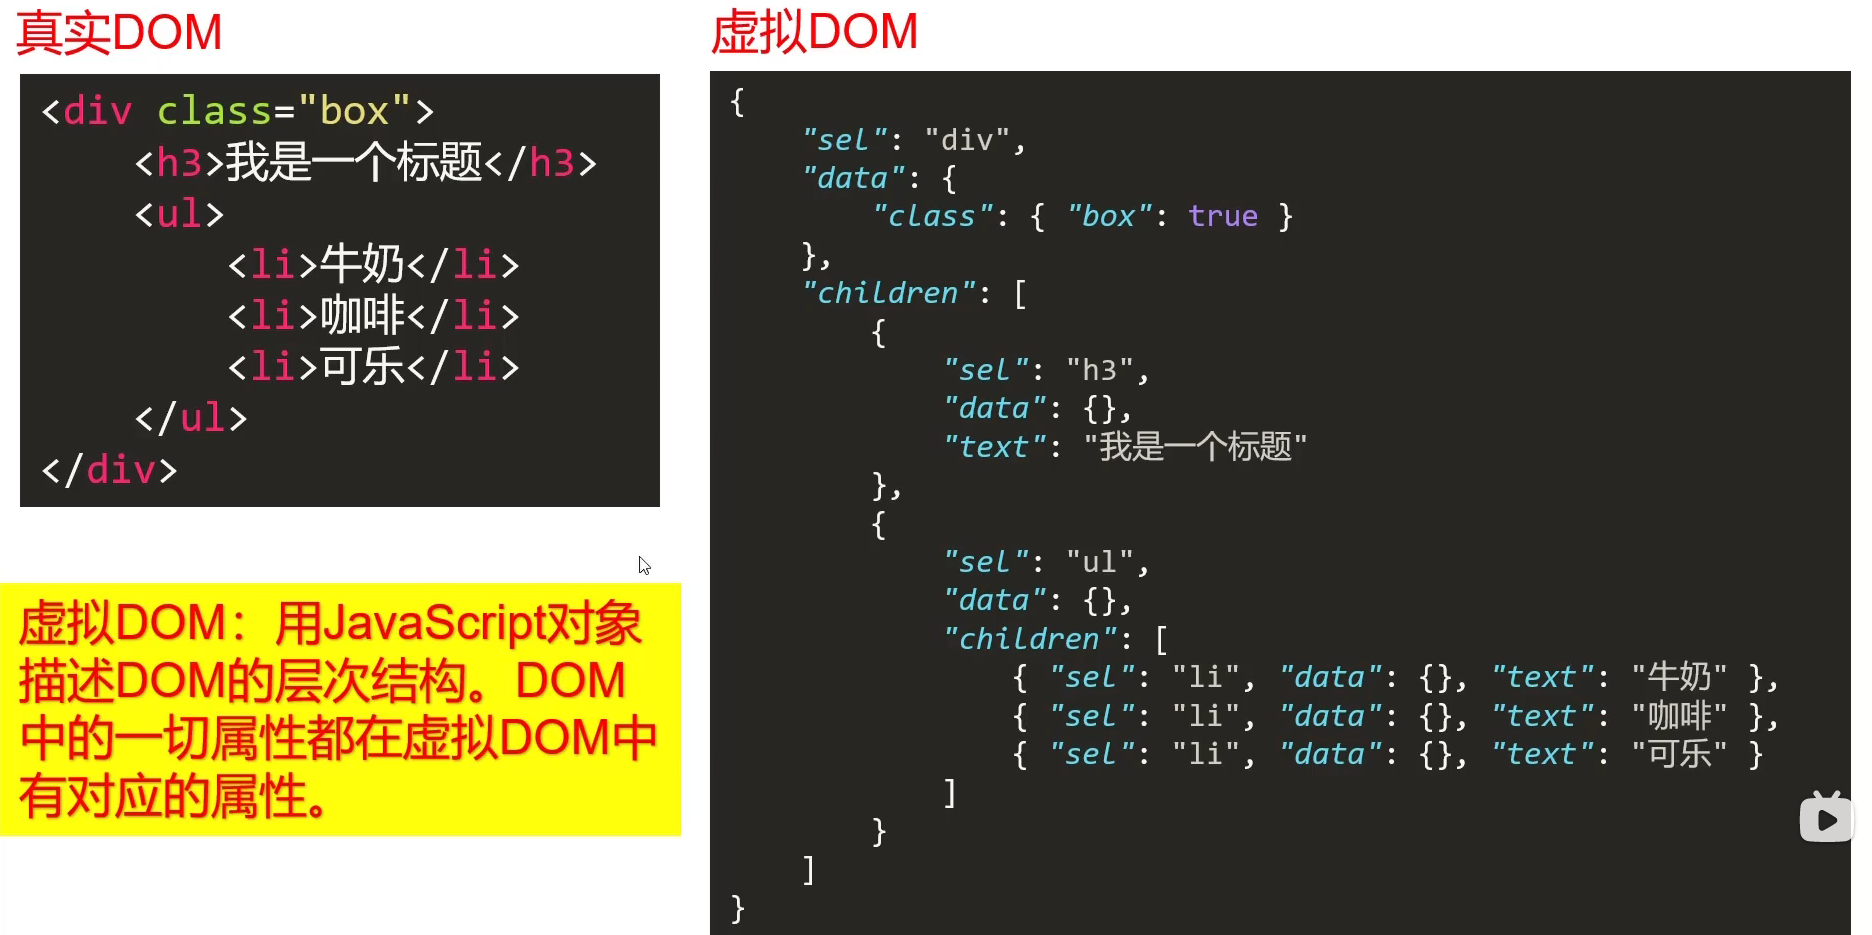 真实DOM
<div class="box">
<h3>我是一个标题</h3>
<ul>
<li>牛奶</li>
<li>咖啡</li>
<li>可乐</li>
</ul>
</div>
虚拟DOM：用JavaScript对象
描述DOM的层次结构。DOM
中的一切属性都在虚拟DOM中
有对应的属性。
虚拟DOM
{
"sel": "div",
"data": {
"class": { "box": true }
},
"children": [
{
"sel": "h3",
"data": {},
"text": "我是一个标题"
},
{
"sel": "ul",
"data": {},
"children": [
{ "sel": "li", "data": {}, "text": "牛奶" },
{ "sel": "li", "data": {}, "text": "咖啡" },
{ "sel": "li", "data": {}, "text": "可乐" }
]
}
]
}